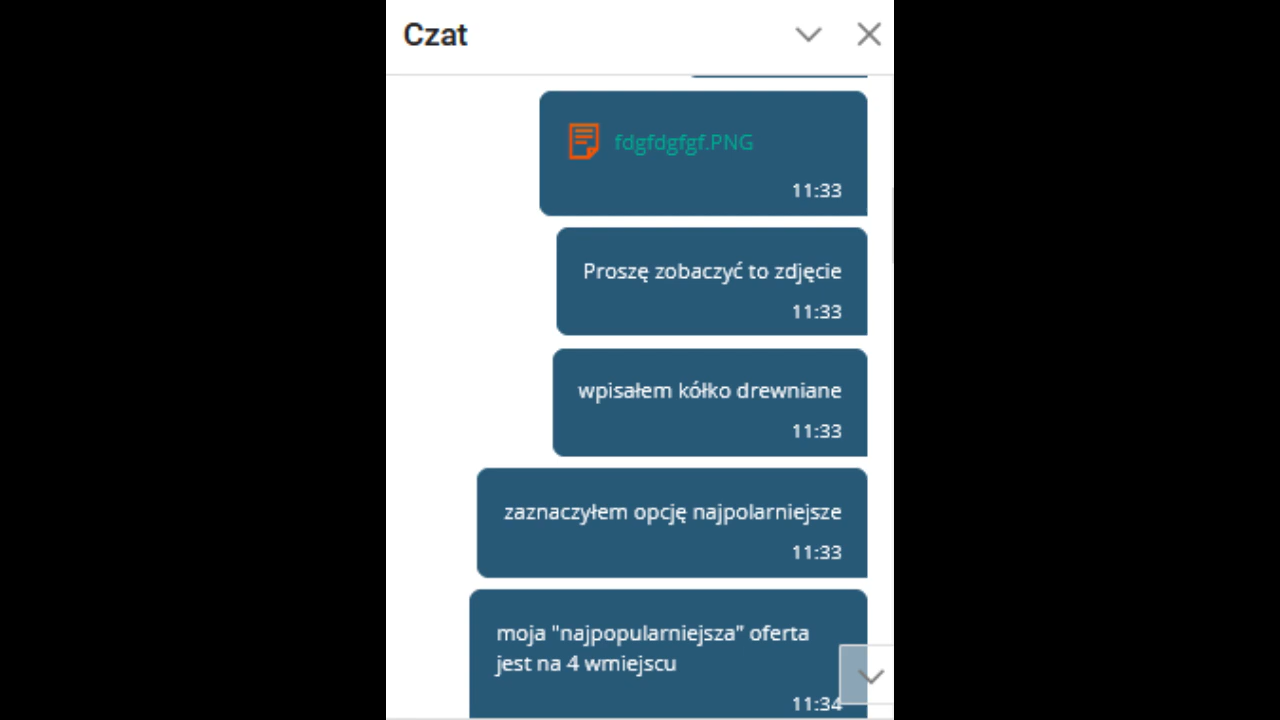 Czat
fdgfdgfgf.PNG
11:33
Proszę zobaczyć to zdjęcie
11:33
wpisałem kółko drewniane
11:33
zaznaczyłem opcję najpolarniejsze
11:33
moja "najpopularniejsza" oferta
jest na 4 wmiejscu
11:34